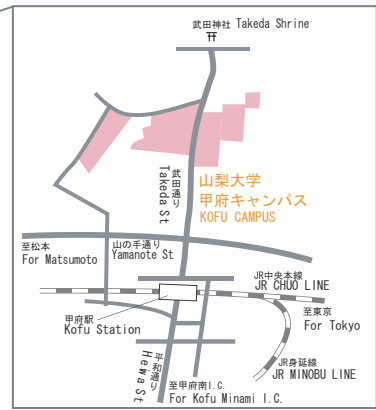 武田神社 Takeda Shrine
武田通り
Takeda St
山梨大学
甲府キャンパス
KOFU CAMPUS
至松本
For Matsumoto
山の手通り
Yamanote St
JR中央本線
JR CHUO LINE
甲府駅
Kofu Station
至東京
For Tokyo
平和通り
Hewa St
JR身延線
JR MINOBU LINE
至甲府南I.C.
For Kofu Minami I.C.